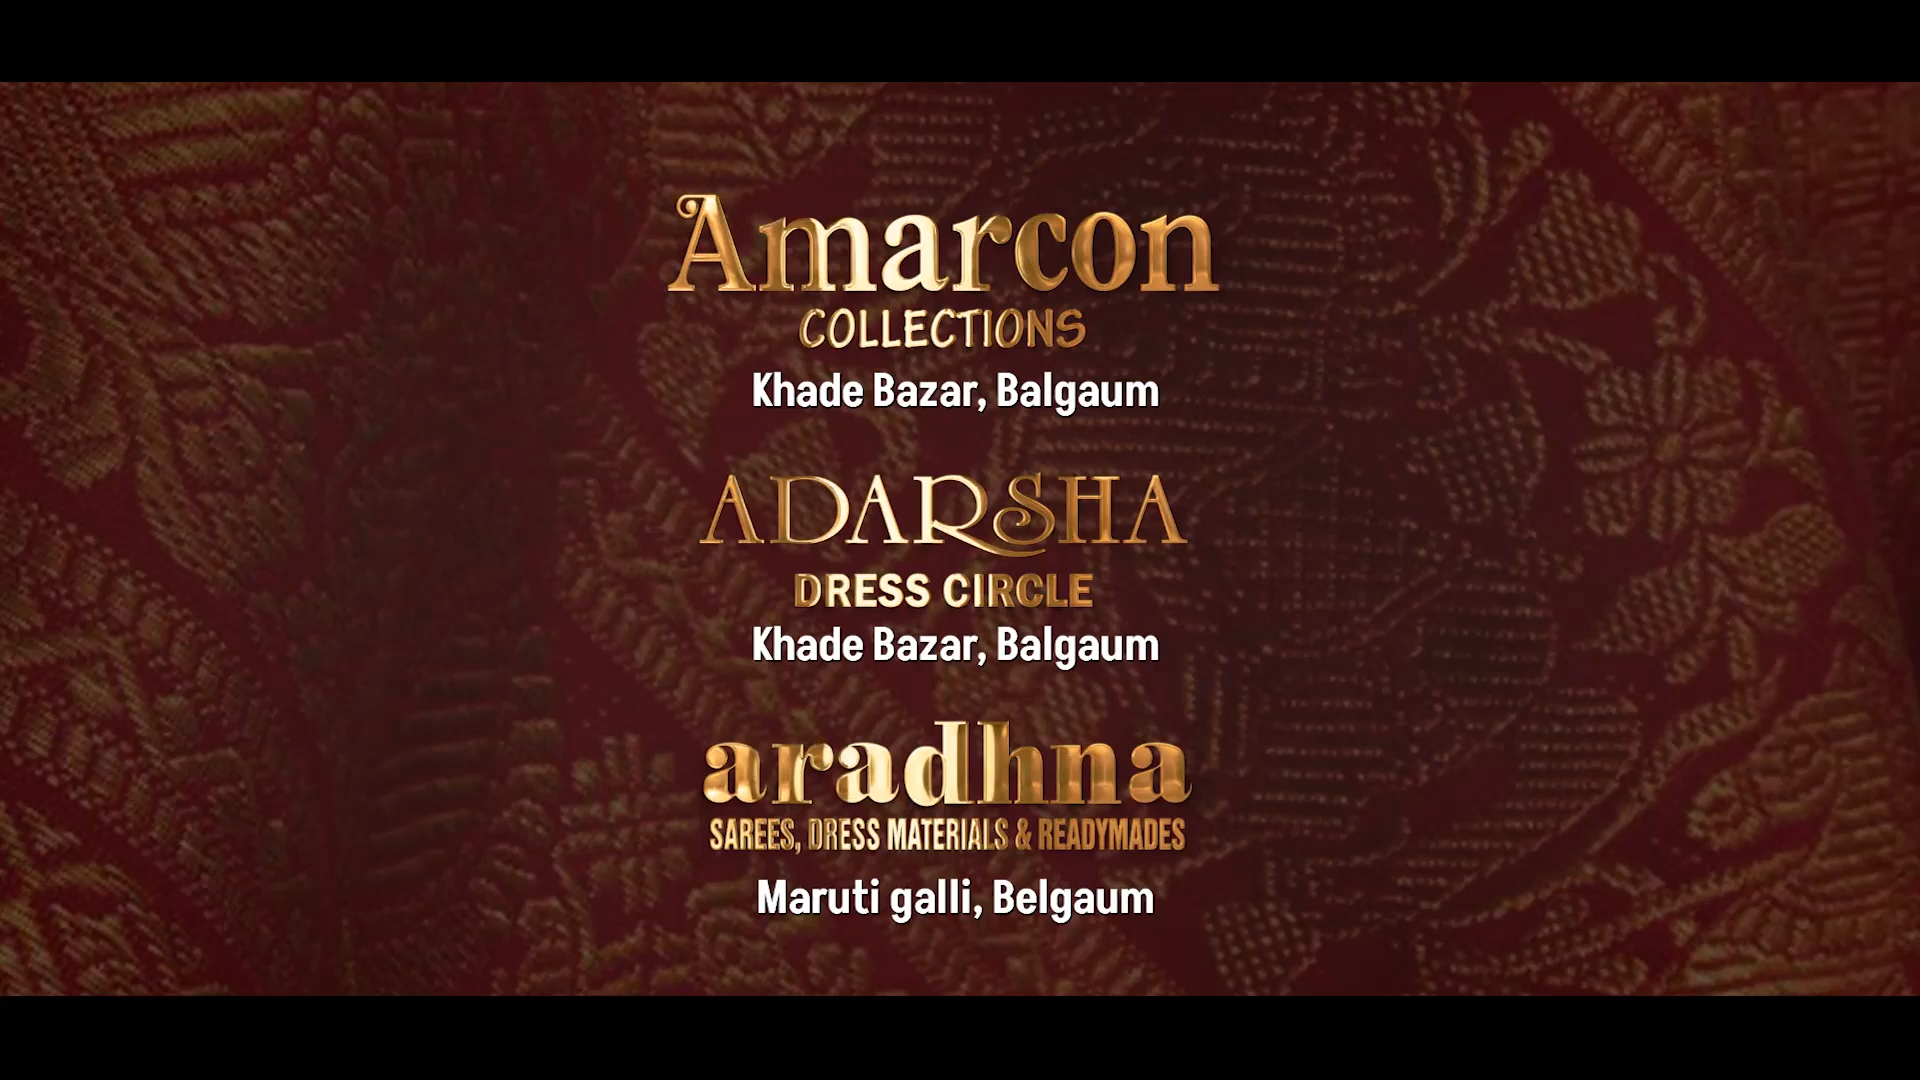 Amarcon
COLLECTIONS
Khade Bazar, Balgaum
ADARSHA
DRESS CIRCLE
Khade Bazar, Balgaum
aradhna
SAREES, DRESS MATERIALS & READYMADES
Maruti galli, Belgaum